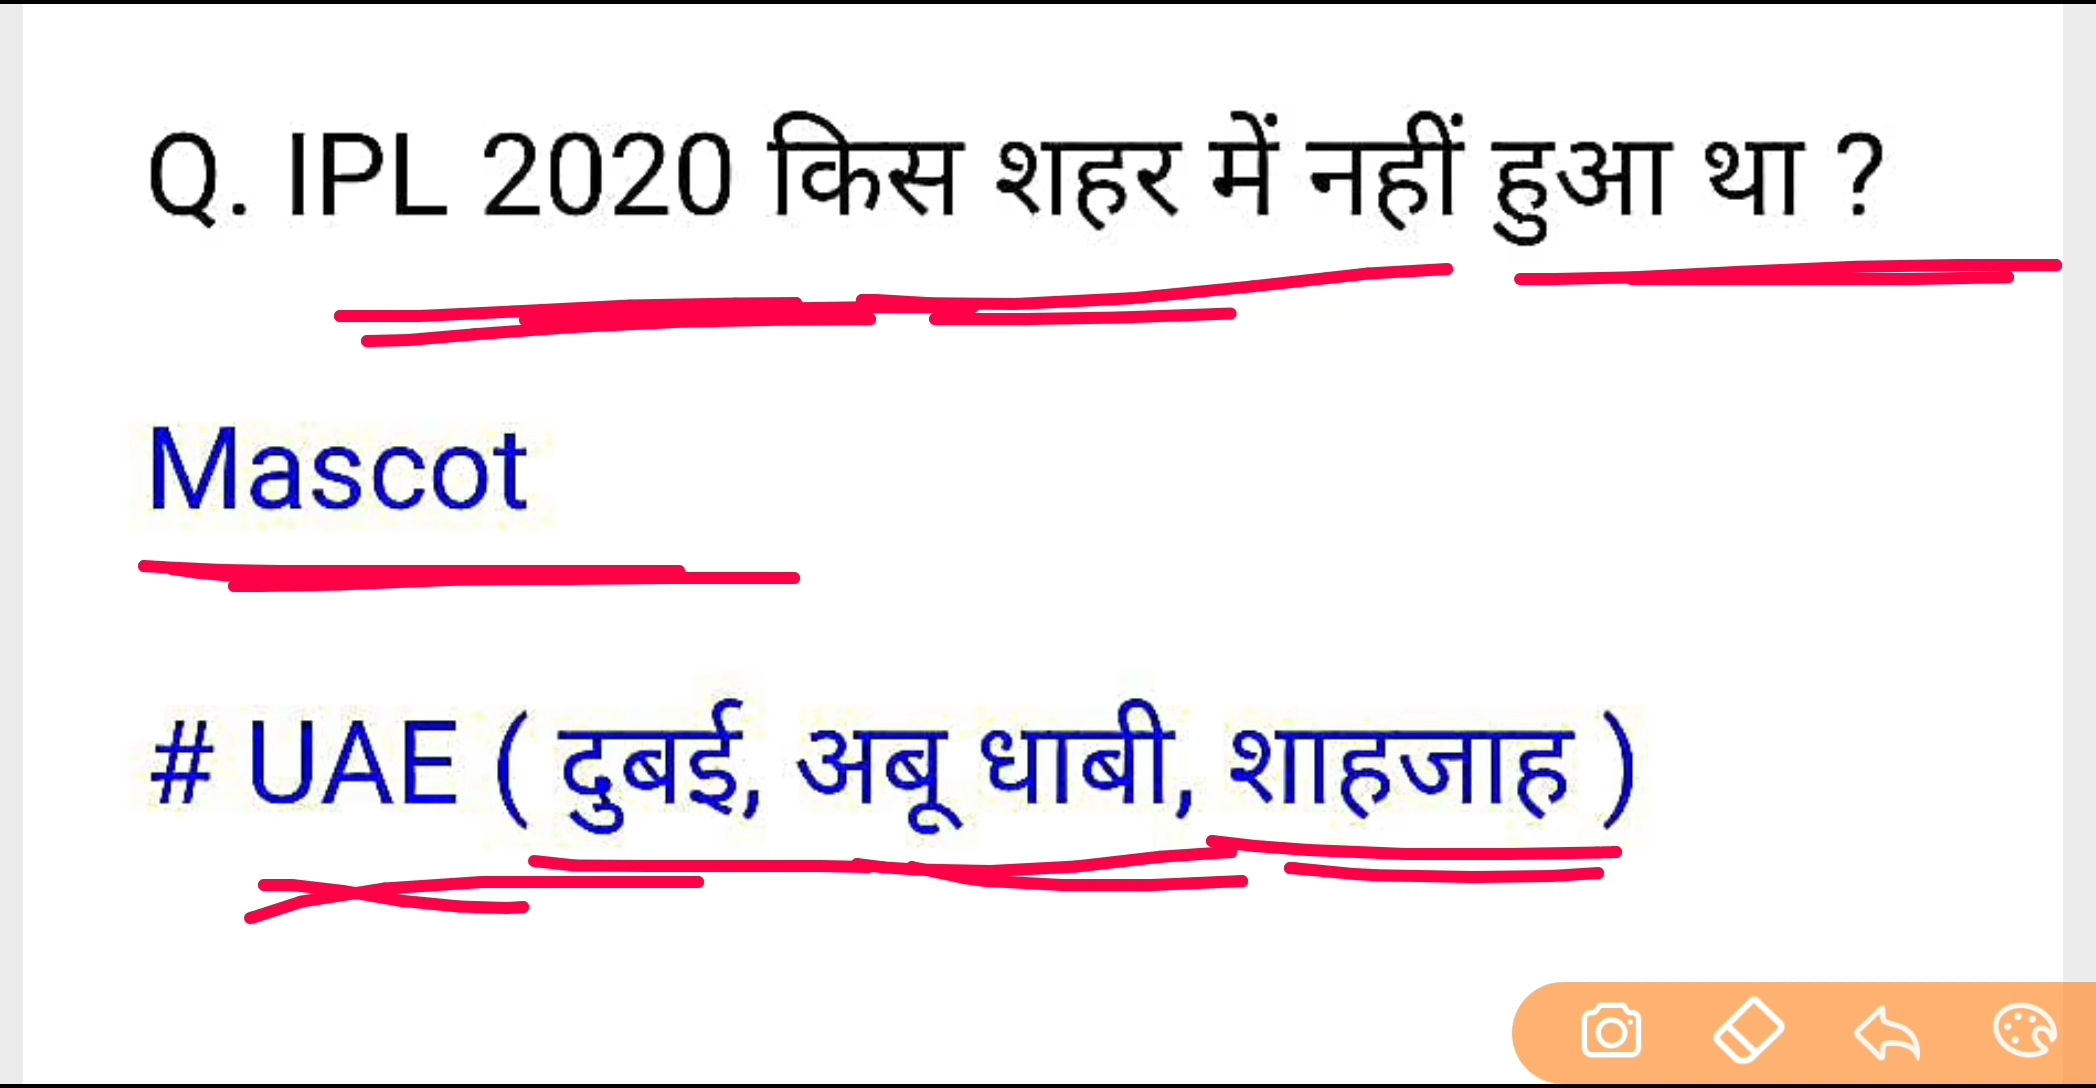 Q. IPL 2020 किस शहर में नहीं हुआ था ?
Mascot
# UAE ( दुबई, अबू धाबी, शाहजाह )